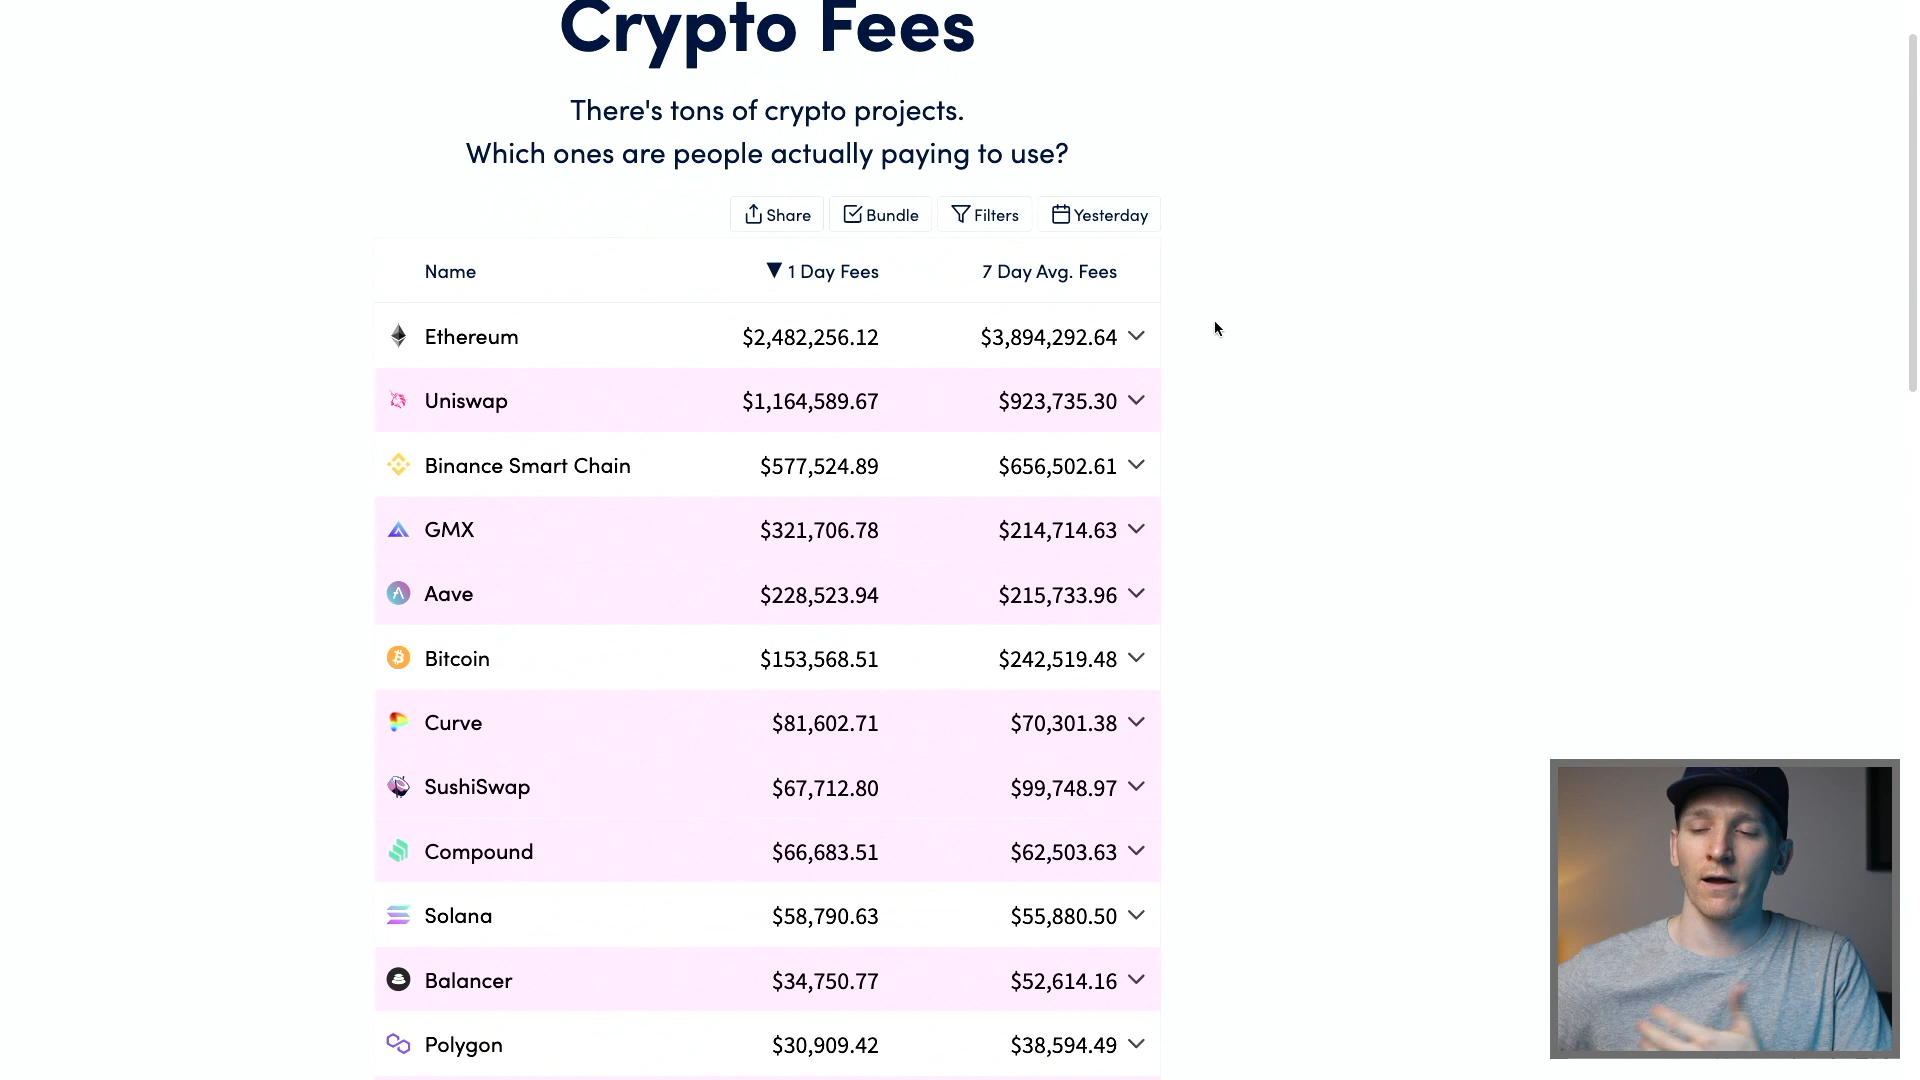 Crypto Fees
There's tons of crypto projects.
Which ones are people actually paying to use?
Share Bundle Filters Yesterday
Name ▼ 1 Day Fees 7 Day Avg. Fees
Ethereum $2,482,256.12 $3,894,292.64
Uniswap $1,164,589.67 $923,735.30
Binance Smart Chain $577,524.89 $656,502.61
GMX $321,706.78 $214,714.63
Aave $228,523.94 $215,733.96
Bitcoin $153,568.51 $242,519.48
Curve $81,602.71 $70,301.38
SushiSwap $67,712.80 $99,748.97
Compound $66,683.51 $62,503.63
Solana $58,790.63 $55,880.50
Balancer $34,750.77 $52,614.16
Polygon $30,909.42 $38,594.49